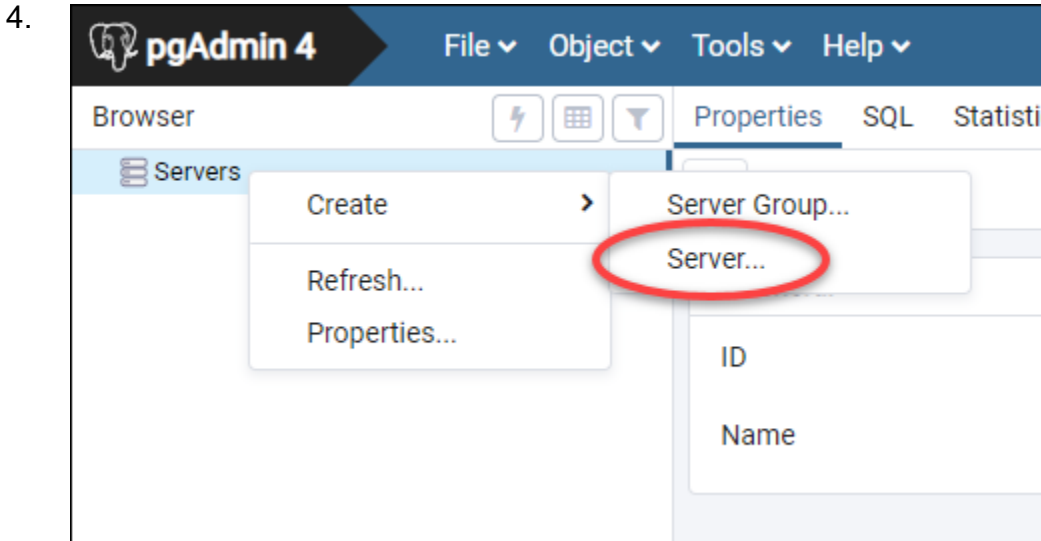 4.
pgAdmin 4 File Object Tools Help
Browser Properties SQL Statisti
Servers
Create Server Group...
Server...
Refresh...
Properties...
ID
Name